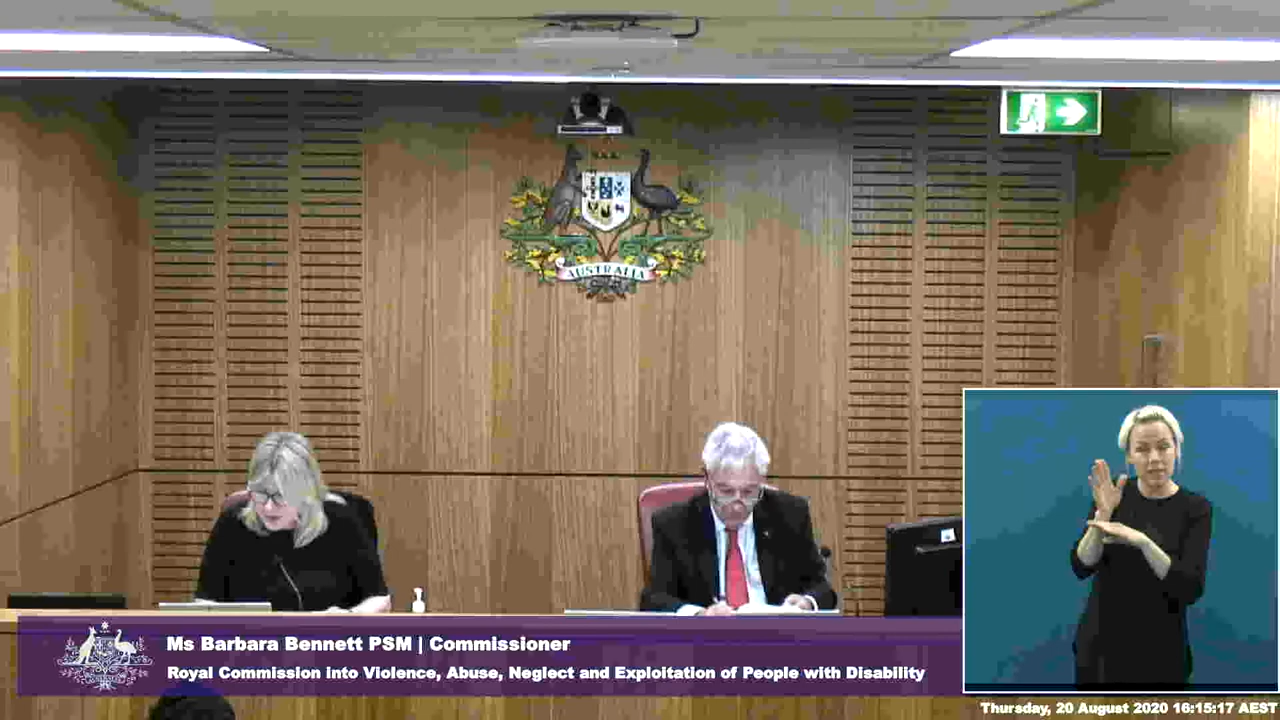 AUSTRALIA
Ms Barbara Bennett PSM | Commissioner
Royal Commission into Violence, Abuse, Neglect and Exploitation of People with Disability
Thursday, 20 August 2020 16:15:17 AEST